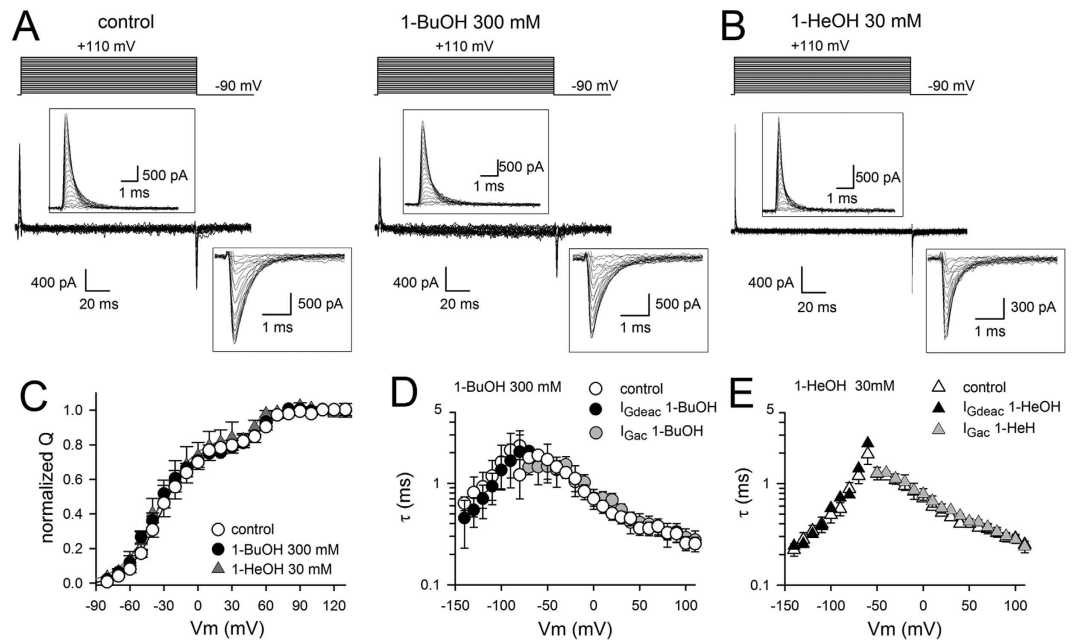 A
control
1-BuOH 300 mM
B
1-HeOH 30 mM
+110 mV
-90 mV
+110 mV
-90 mV
+110 mV
-90 mV
500 pA
1 ms
500 pA
1 ms
500 pA
1 ms
400 pA
20 ms
500 pA
1 ms
400 pA
20 ms
500 pA
1 ms
400 pA
20 ms
300 pA
1 ms
C
normalized Q
1.0
0.8
0.6
0.4
0.2
0.0
-90 -60 -30 0 30 60 90 120
Vm (mV)
control
1-BuOH 300 mM
1-HeOH 30 mM
D
1-BuOH 300 mM
control
IGdeac 1-BuOH
IGac 1-BuOH
τ (ms)
5
1
0.1
-150 -100 -50 0 50 100
Vm (mV)
E
1-HeOH 30mM
control
IGdeac 1-HeOH
IGac 1-HeH
τ (ms)
5
1
0.1
-150 -100 -50 0 50 100
Vm (mV)